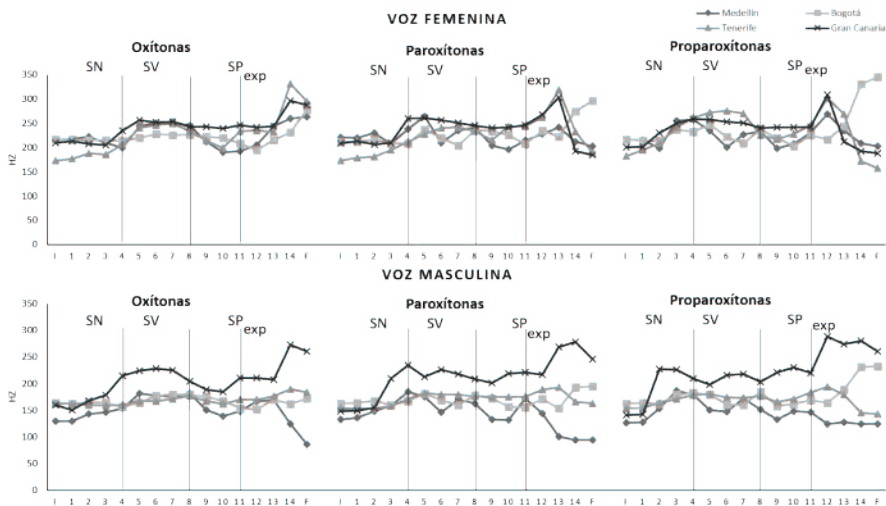 VOZ FEMENINA
Medellín Bogotá
Tenerife Gran Canaria
Oxítonas Paroxítonas Proparoxítonas
SN SV SP exp SN SV SP exp SN SV SP exp
350
300
250
200
150
100
50
0
HZ
I 1 2 3 4 5 6 7 8 9 10 11 12 13 14 F I 1 2 3 4 5 6 7 8 9 10 11 12 13 14 F I 1 2 3 4 5 6 7 8 9 10 11 12 13 14 F
VOZ MASCULINA
Oxítonas Paroxítonas Proparoxítonas
SN SV SP exp SN SV SP exp SN SV SP exp
350
300
250
200
150
100
50
0
HZ
I 1 2 3 4 5 6 7 8 9 10 11 12 13 14 F I 1 2 3 4 5 6 7 8 9 10 11 12 13 14 F I 1 2 3 4 5 6 7 8 9 10 11 12 13 14 F